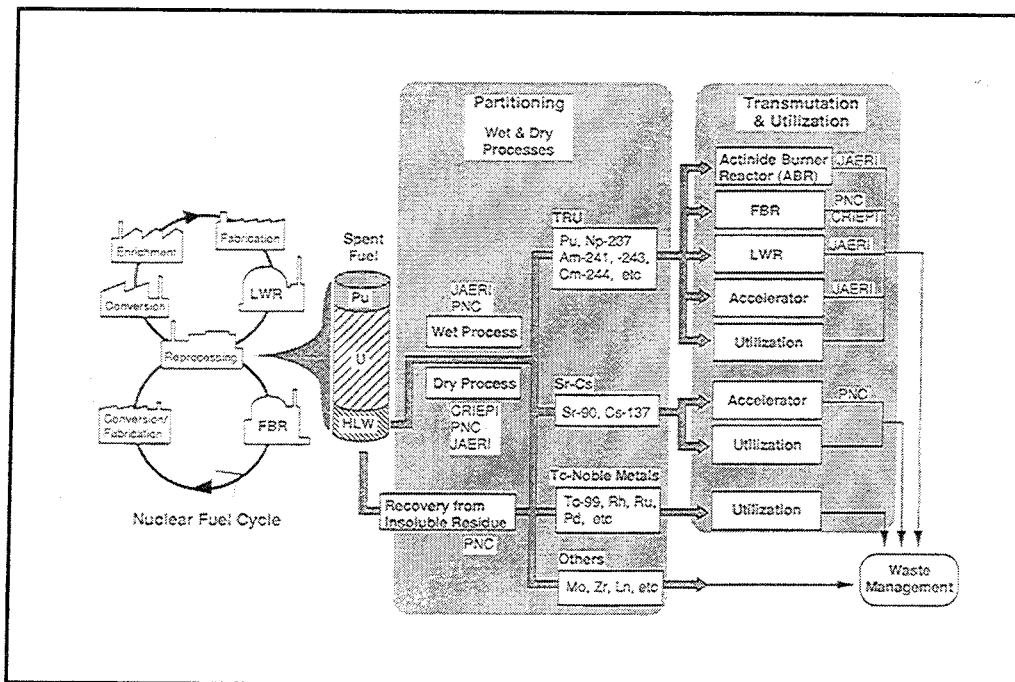 Partitioning
Wet & Dry
Processes
Transmutation
& Utilization
Enrichment
Fabrication
Conversion
LWR
Reprocessing
Conversion/
Fabrication
FBR
Nuclear Fuel Cycle
Spent
Fuel
Pu
U
HLW
JAERI
PNC
Wet Process
Dry Process
CRIEPI
PNC
JAERI
Recovery from
Insoluble Residue
PNC
TRU
Pu, Np-237
Am-241, -243,
Cm-244, etc
Sr-Cs
Sr-90, Cs-137
Tc-Noble Metals
Tc-99, Rh, Ru,
Pd, etc
Others
Mo, Zr, Ln, etc
Actinide Burner
Reactor (ABR)
JAERI
FBR
PNC
CRIEPI
LWR
JAERI
Accelerator
JAERI
Utilization
Accelerator
PNC
Utilization
Utilization
Waste
Management